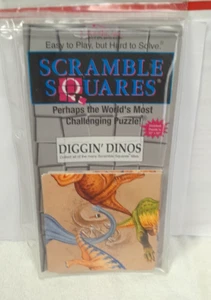 Easy to Play, but Hard to Solve.
SCRAMBLE
SQUARES®
Perhaps the World's Most
Challenging Puzzle!
DIGGIN' DINOS